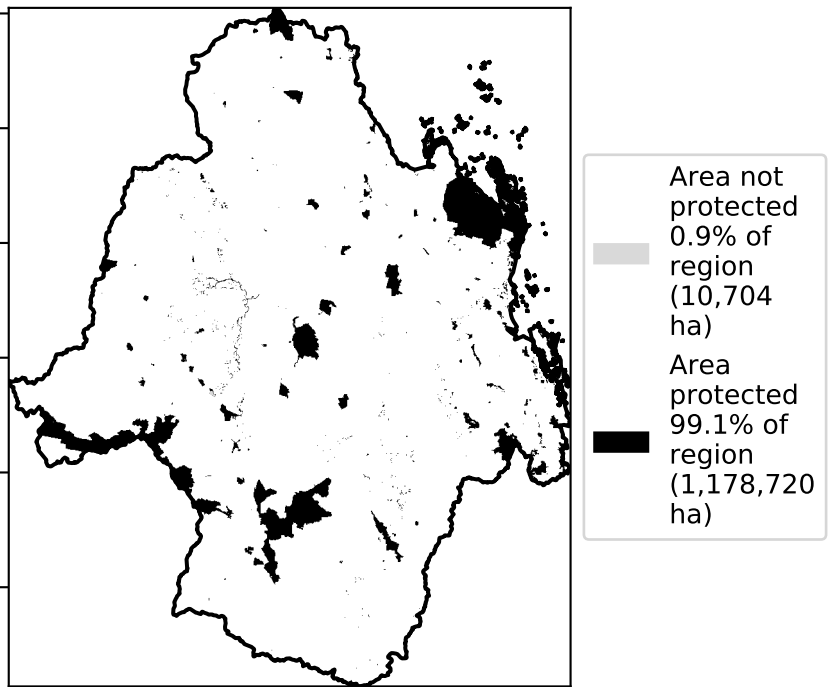 Area not
protected
0.9% of
region
(10,704
ha)
Area
protected
99.1% of
region
(1,178,720
ha)